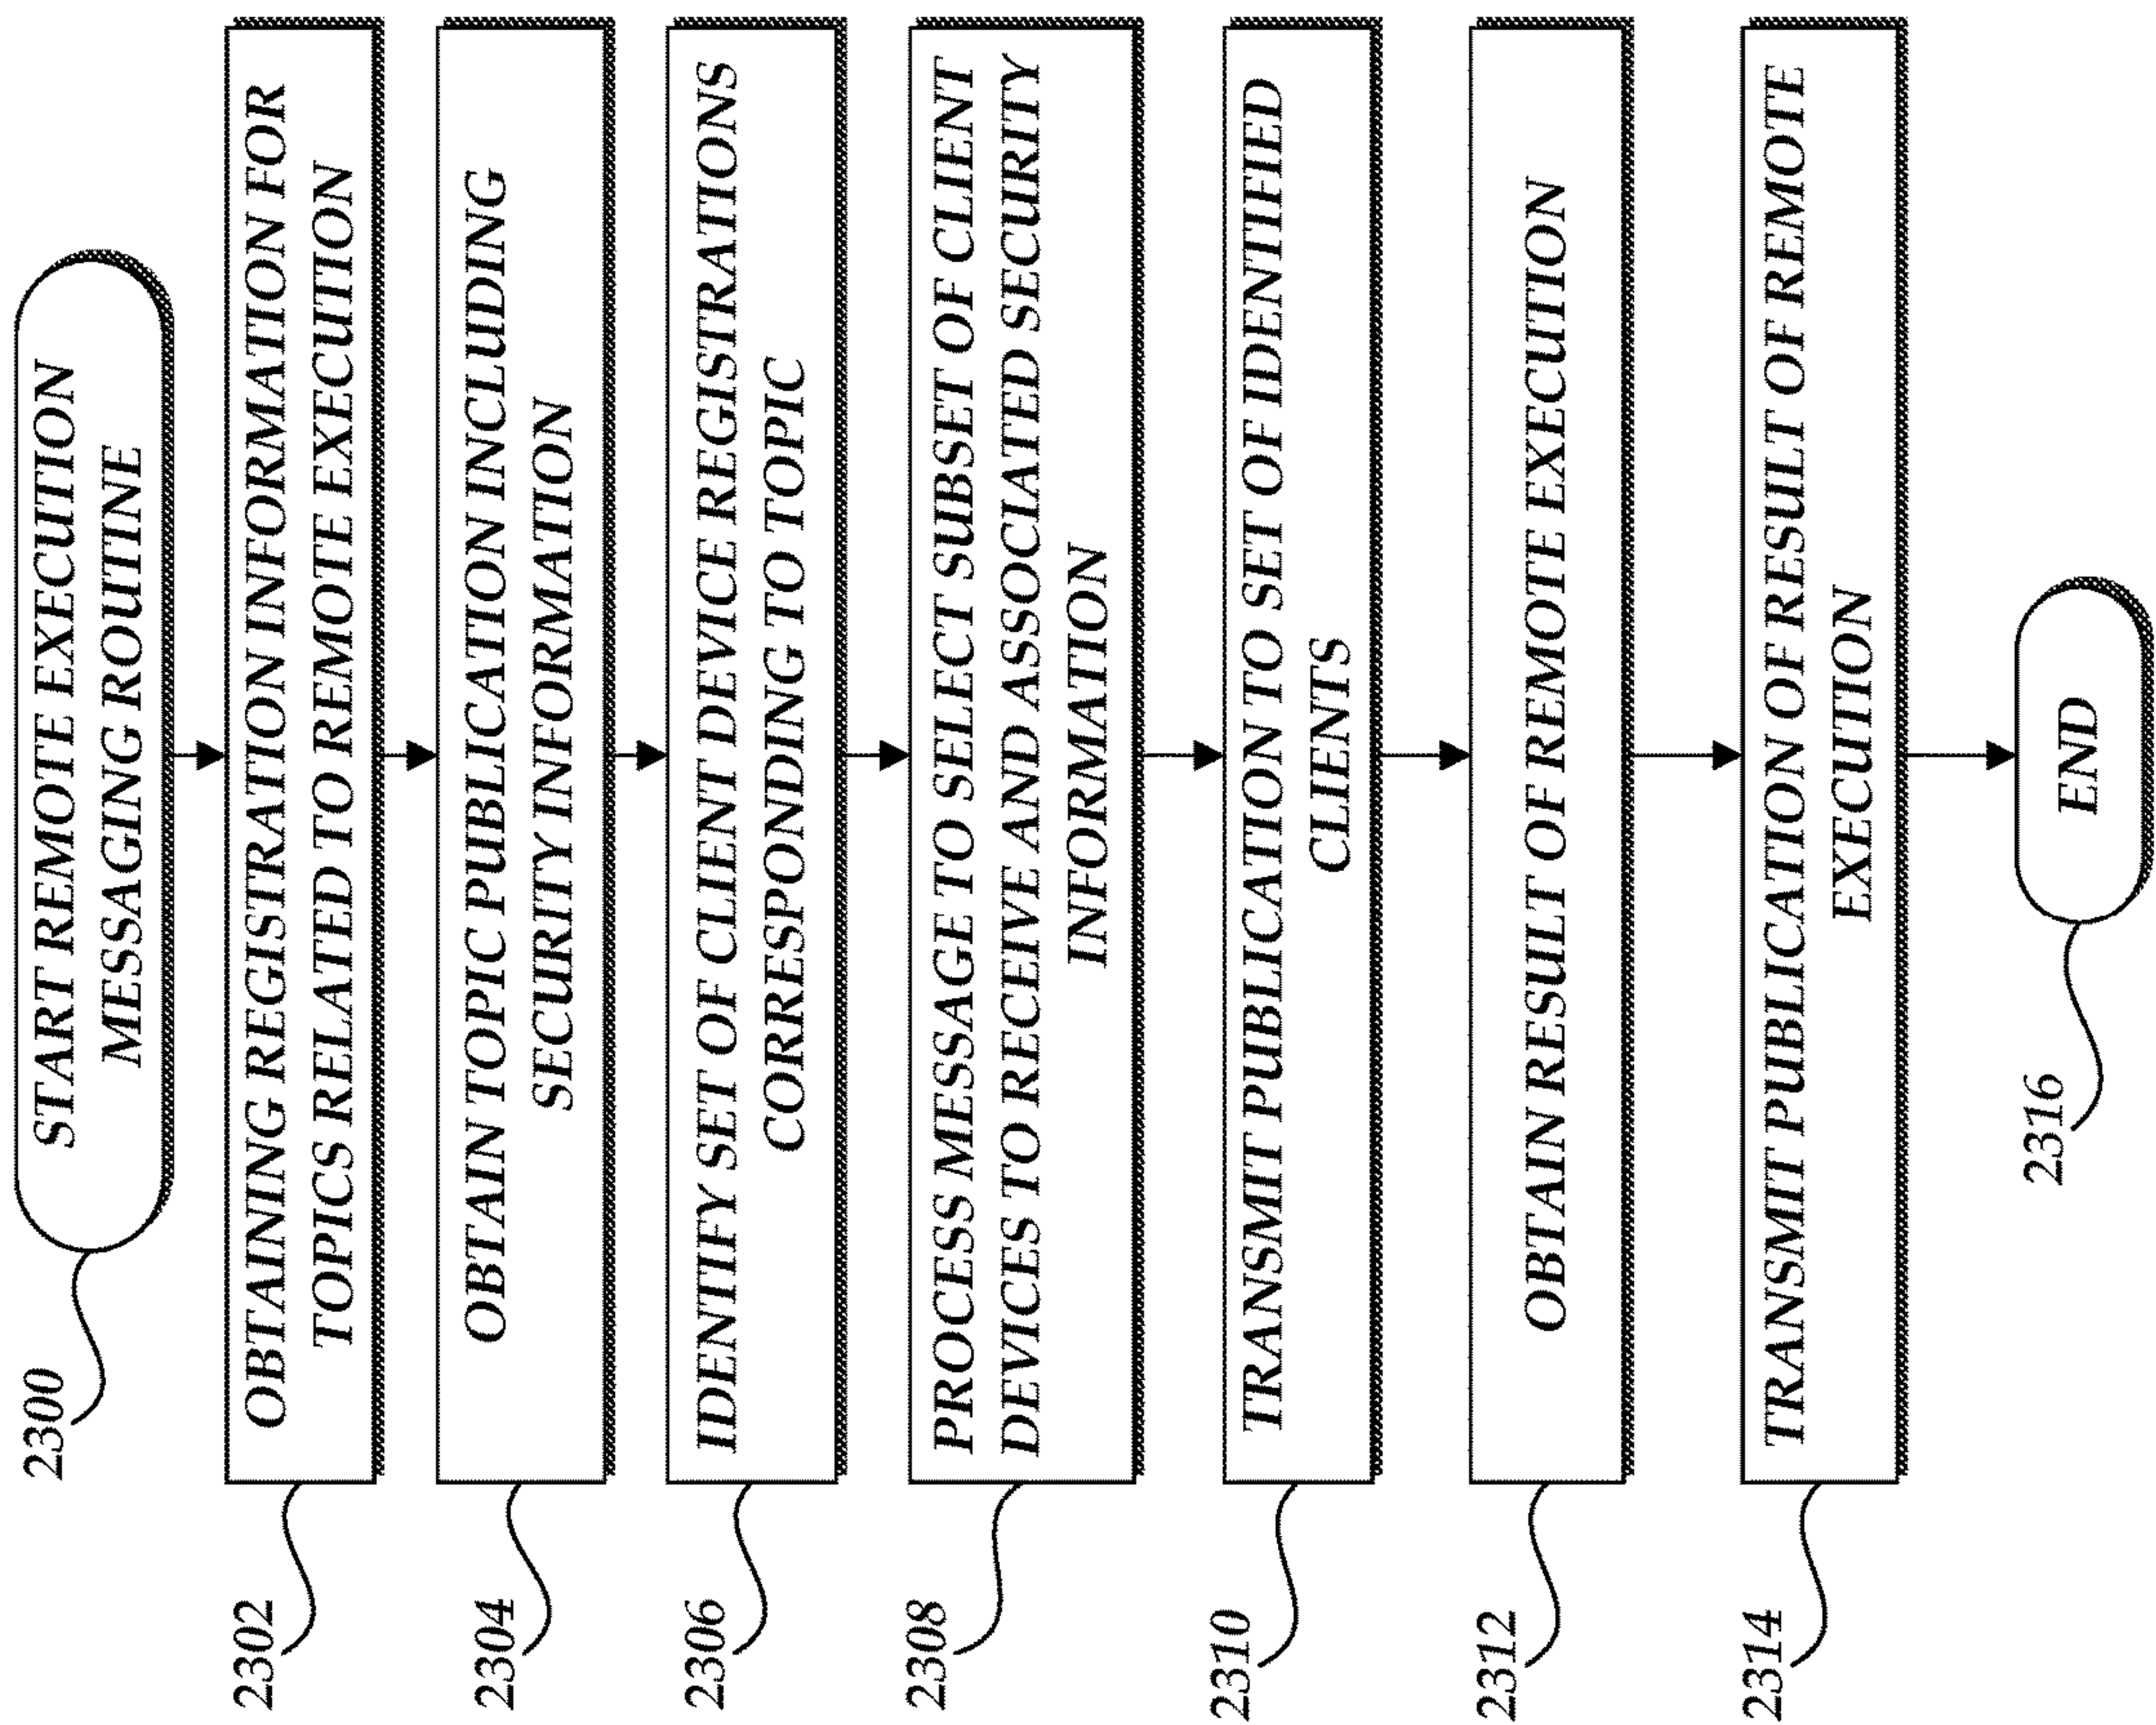 2300
START REMOTE EXECUTION
MESSAGING ROUTINE
2302
OBTAINING REGISTRATION INFORMATION FOR
TOPICS RELATED TO REMOTE EXECUTION
2304
OBTAIN TOPIC PUBLICATION INCLUDING
SECURITY INFORMATION
2306
IDENTIFY SET OF CLIENT DEVICE REGISTRATIONS
CORRESPONDING TO TOPIC
2308
PROCESS MESSAGE TO SELECT SUBSET OF CLIENT
DEVICES TO RECEIVE AND ASSOCIATED SECURITY
INFORMATION
2310
TRANSMIT PUBLICATION TO SET OF IDENTIFIED
CLIENTS
2312
OBTAIN RESULT OF REMOTE EXECUTION
2314
TRANSMIT PUBLICATION OF RESULT OF REMOTE
EXECUTION
2316
END